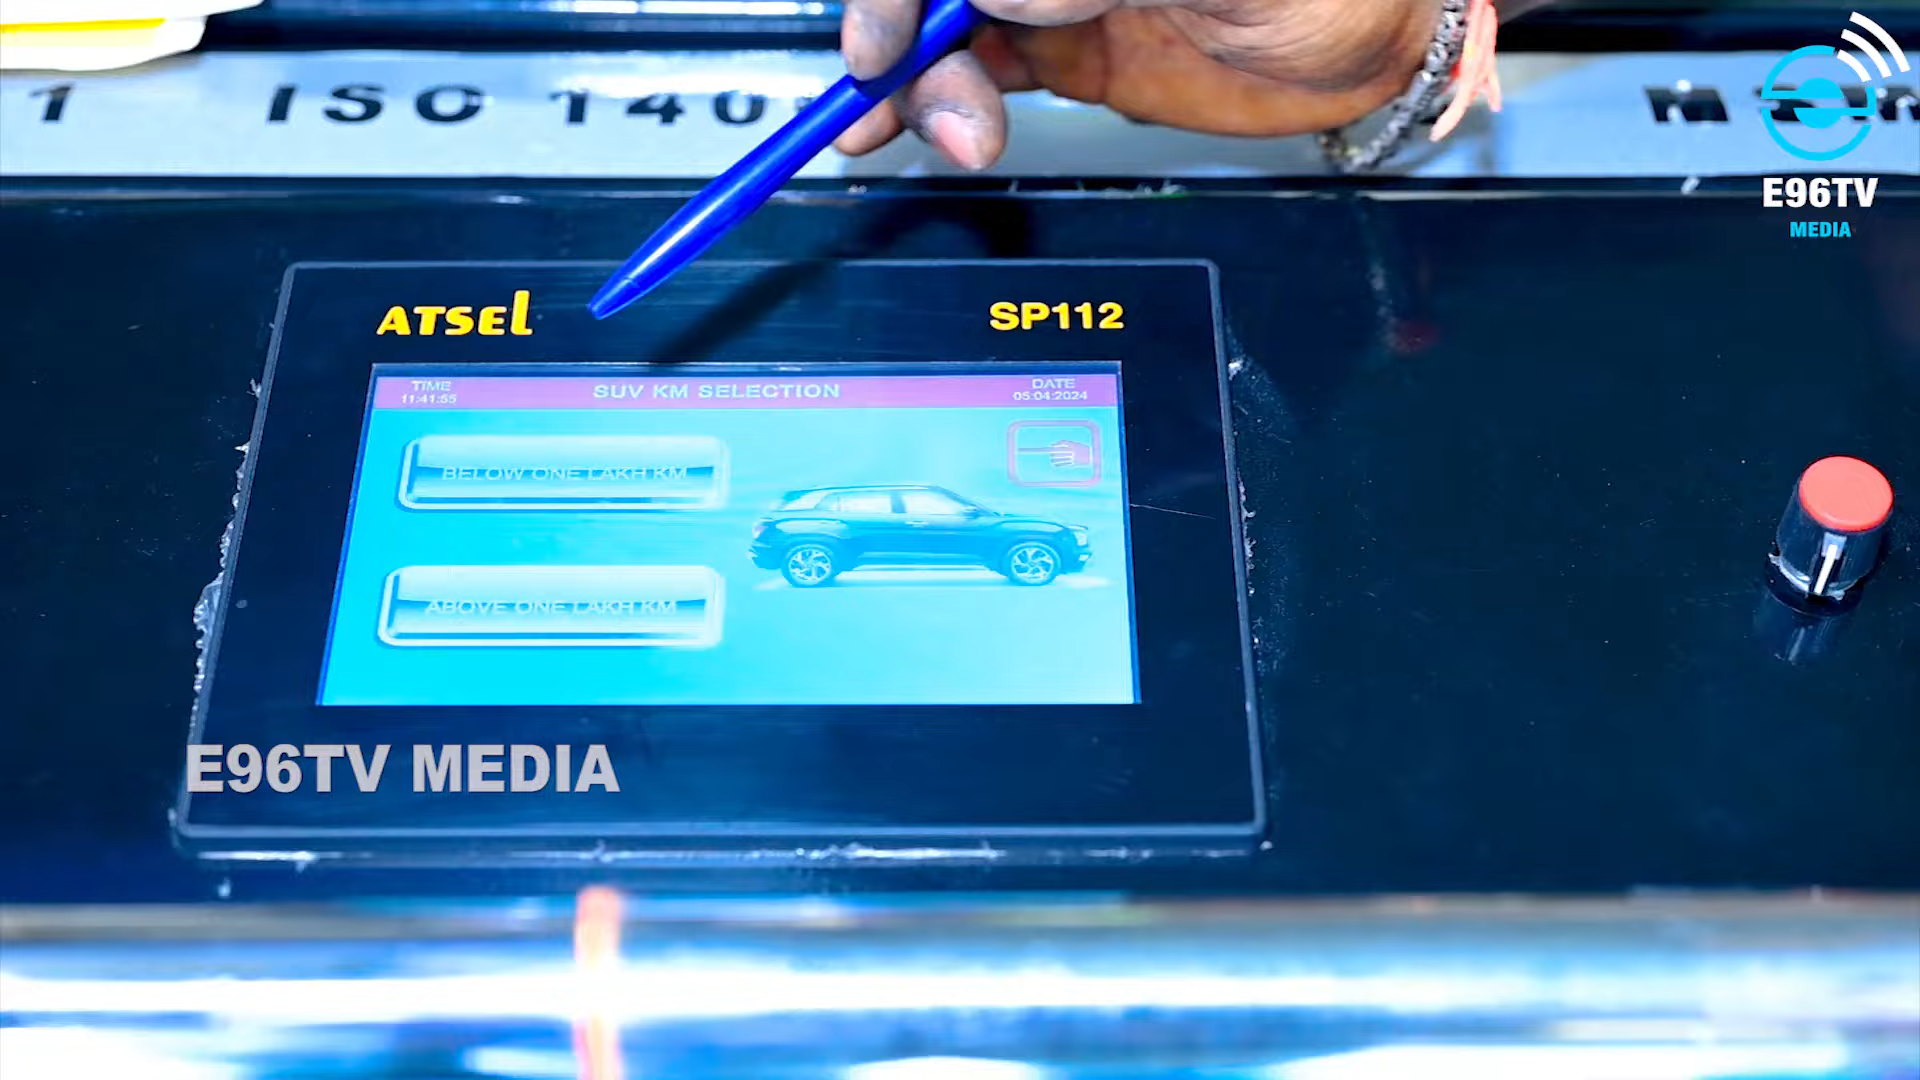 1 ISO 140
E96TV
MEDIA
ATSEL SP112
TIME
11:41:55
SUV KM SELECTION
DATE
05:04:2024
BELOW ONE LAKH KM
ABOVE ONE LAKH KM
E96TV MEDIA